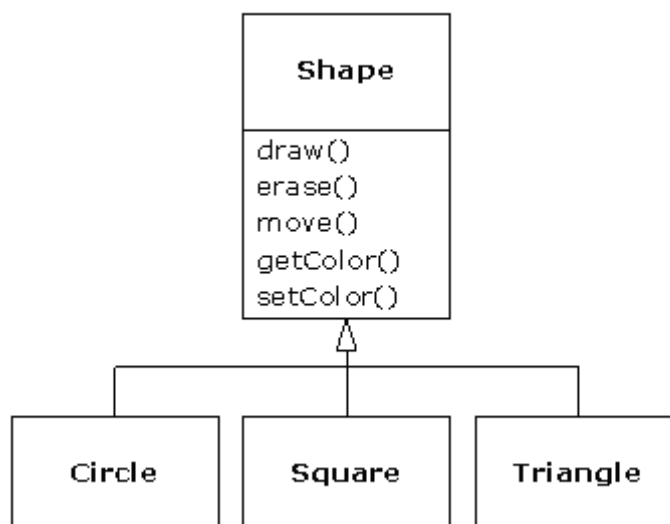 Shape
draw()
erase()
move()
getColor()
setColor()
Circle
Square
Triangle